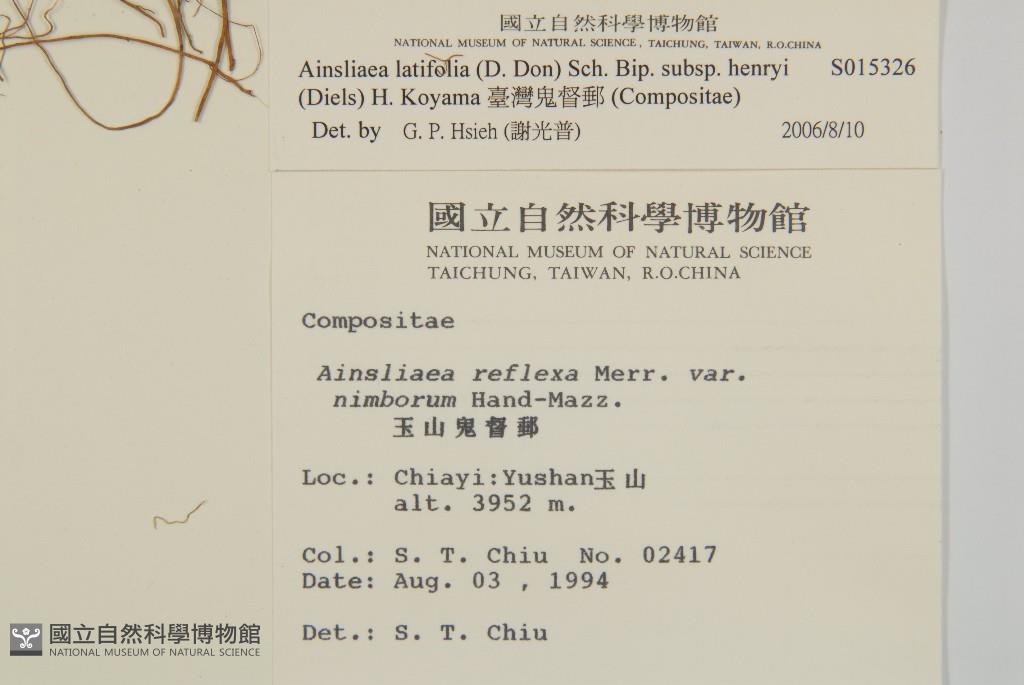 國立自然科學博物館
NATIONAL MUSEUM OF NATURAL SCIENCE, TAICHUNG, TAIWAN, R.O.CHINA
Ainsliaea latifolia (D. Don) Sch. Bip. subsp. henryi S015326
(Diels) H. Koyama 臺灣鬼督郵 (Compositae)
Det. by G. P. Hsieh (謝光普) 2006/8/10
國立自然科學博物館
NATIONAL MUSEUM OF NATURAL SCIENCE
TAICHUNG, TAIWAN, R.O.CHINA
Compositae
Ainsliaea reflexa Merr. var.
nimborum Hand-Mazz.
玉山鬼督郵
Loc.: Chiayi:Yushan玉山
alt. 3952 m.
Col.: S. T. Chiu No. 02417
Date: Aug. 03 , 1994
Det.: S. T. Chiu
國立自然科學博物館
NATIONAL MUSEUM OF NATURAL SCIENCE